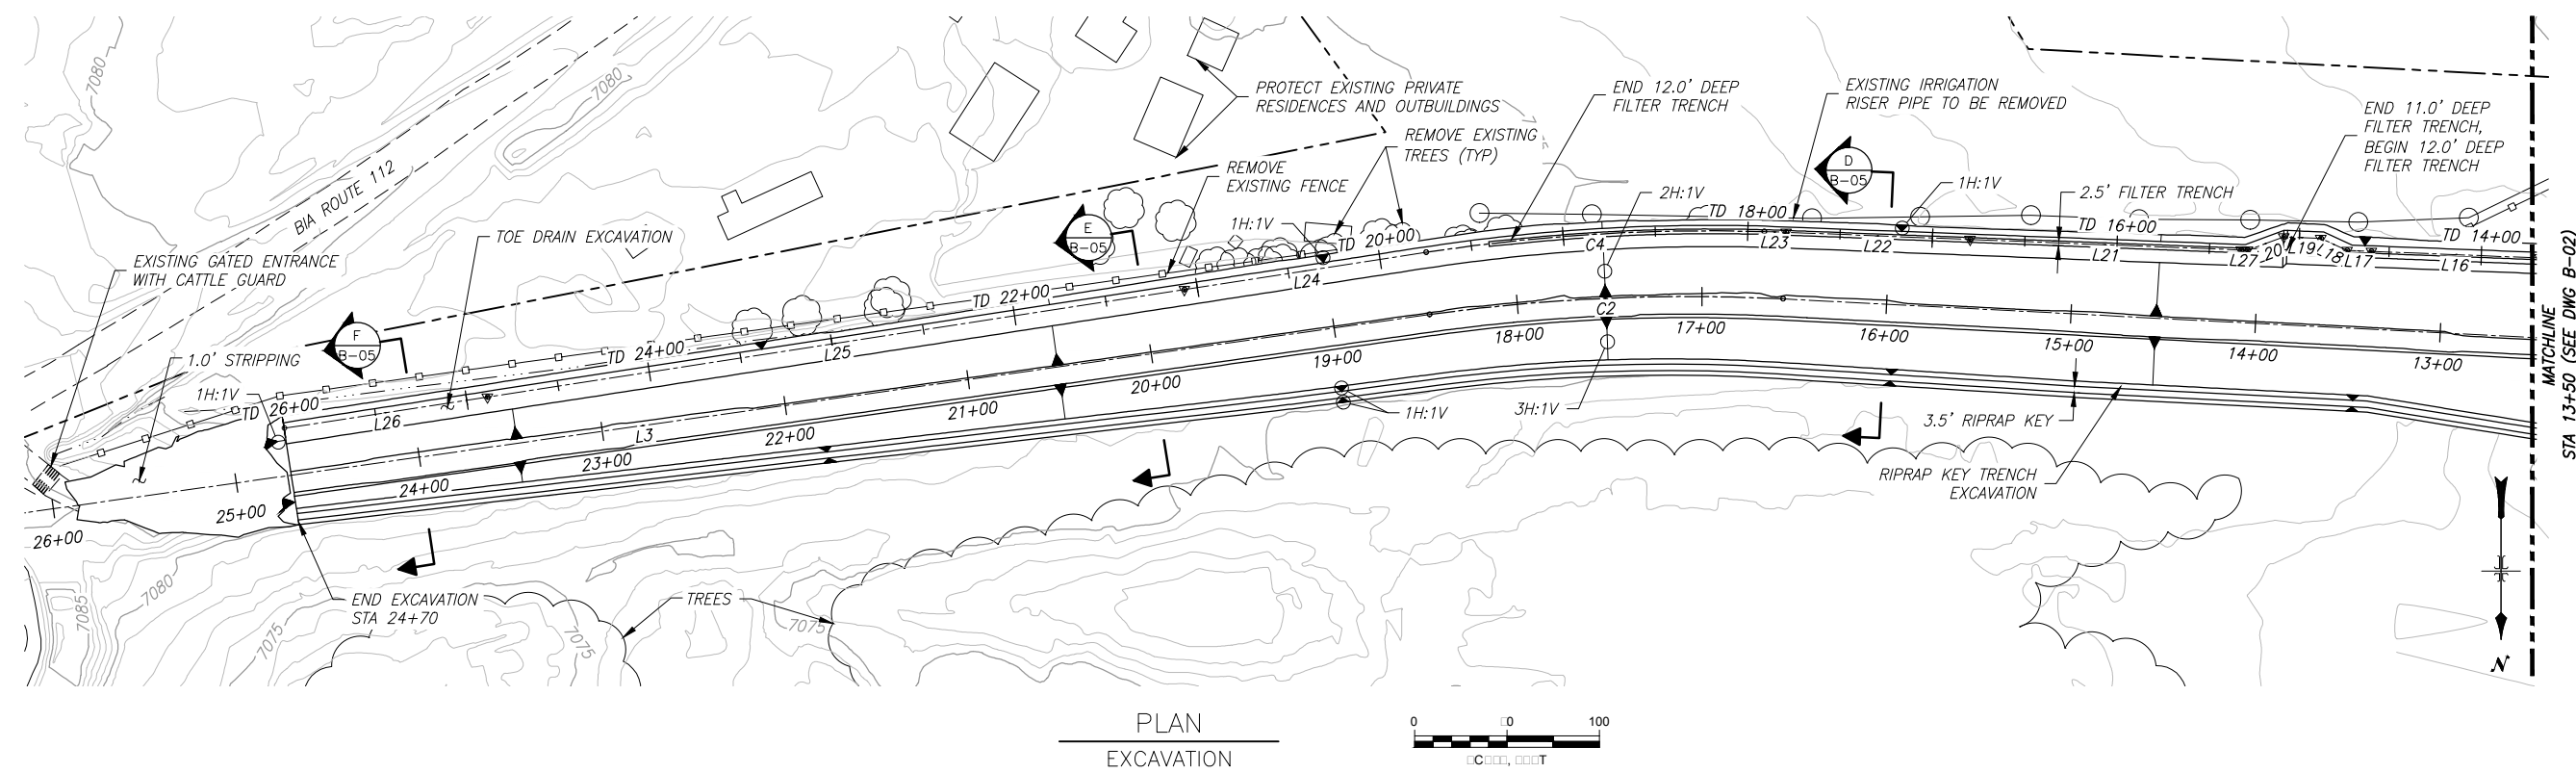 7080
7080
BIA ROUTE 112
PROTECT EXISTING PRIVATE
RESIDENCES AND OUTBUILDINGS
END 12.0' DEEP
FILTER TRENCH
EXISTING IRRIGATION
RISER PIPE TO BE REMOVED
END 11.0' DEEP
FILTER TRENCH,
BEGIN 12.0' DEEP
FILTER TRENCH
REMOVE EXISTING
TREES (TYP)
REMOVE
EXISTING FENCE
D
B-05
1H:1V
2H:1V
2.5' FILTER TRENCH
1H:1V
E
B-05
TOE DRAIN EXCAVATION
EXISTING GATED ENTRANCE
WITH CATTLE GUARD
TD 20+00
TD 18+00
TD 16+00
TD 14+00
C4
L23
L22
L21
L27
L19
L17
L16
L24
TD 22+00
C2
F
B-05
TD 24+00
L25
1.0' STRIPPING
1H:1V
TD 26+00
L26
L3
18+00
17+00
16+00
15+00
14+00
13+00
19+00
20+00
21+00
22+00
23+00
24+00
25+00
26+00
1H:1V
3H:1V
3.5' RIPRAP KEY
RIPRAP KEY TRENCH
EXCAVATION
MATCHLINE
STA 13+50 (SEE DWG B-02)
END EXCAVATION
STA 24+70
TREES
7085
7080
7075
7075
7075
N
PLAN
EXCAVATION
0
100